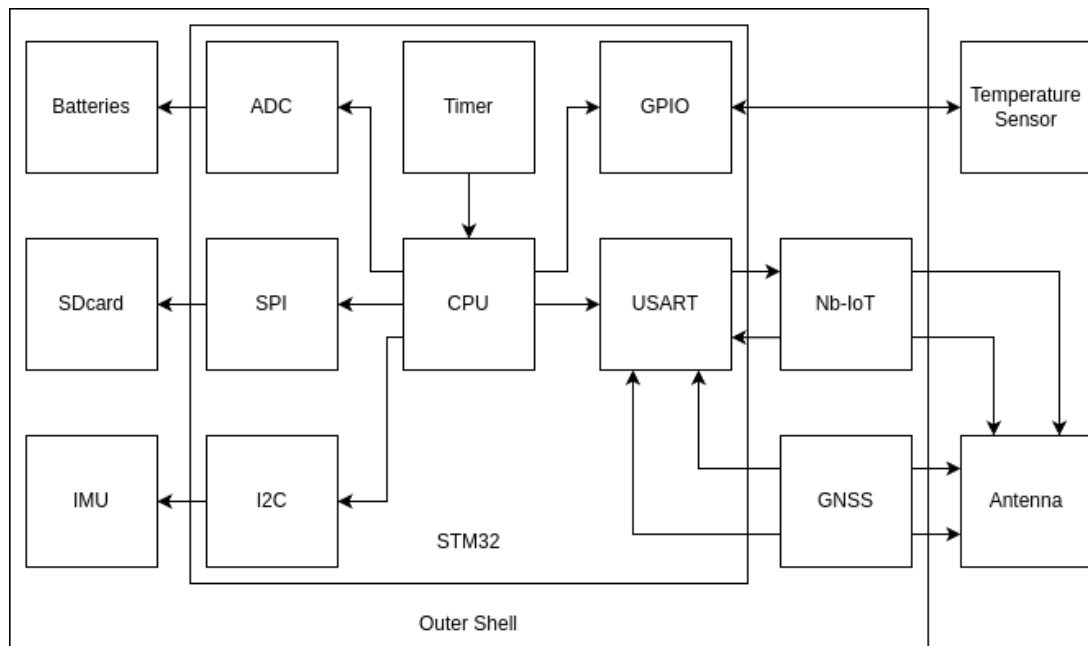 Batteries
ADC
Timer
GPIO
Temperature
Sensor
SDcard
SPI
CPU
USART
Nb-IoT
IMU
I2C
STM32
GNSS
Antenna
Outer Shell